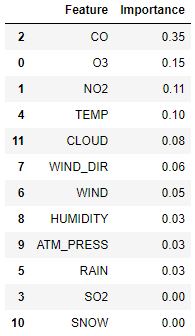 Feature Importance
2 CO 0.35
0 O3 0.15
1 NO2 0.11
4 TEMP 0.10
11 CLOUD 0.08
7 WIND_DIR 0.06
6 WIND 0.05
8 HUMIDITY 0.03
9 ATM_PRESS 0.03
5 RAIN 0.03
3 SO2 0.00
10 SNOW 0.00